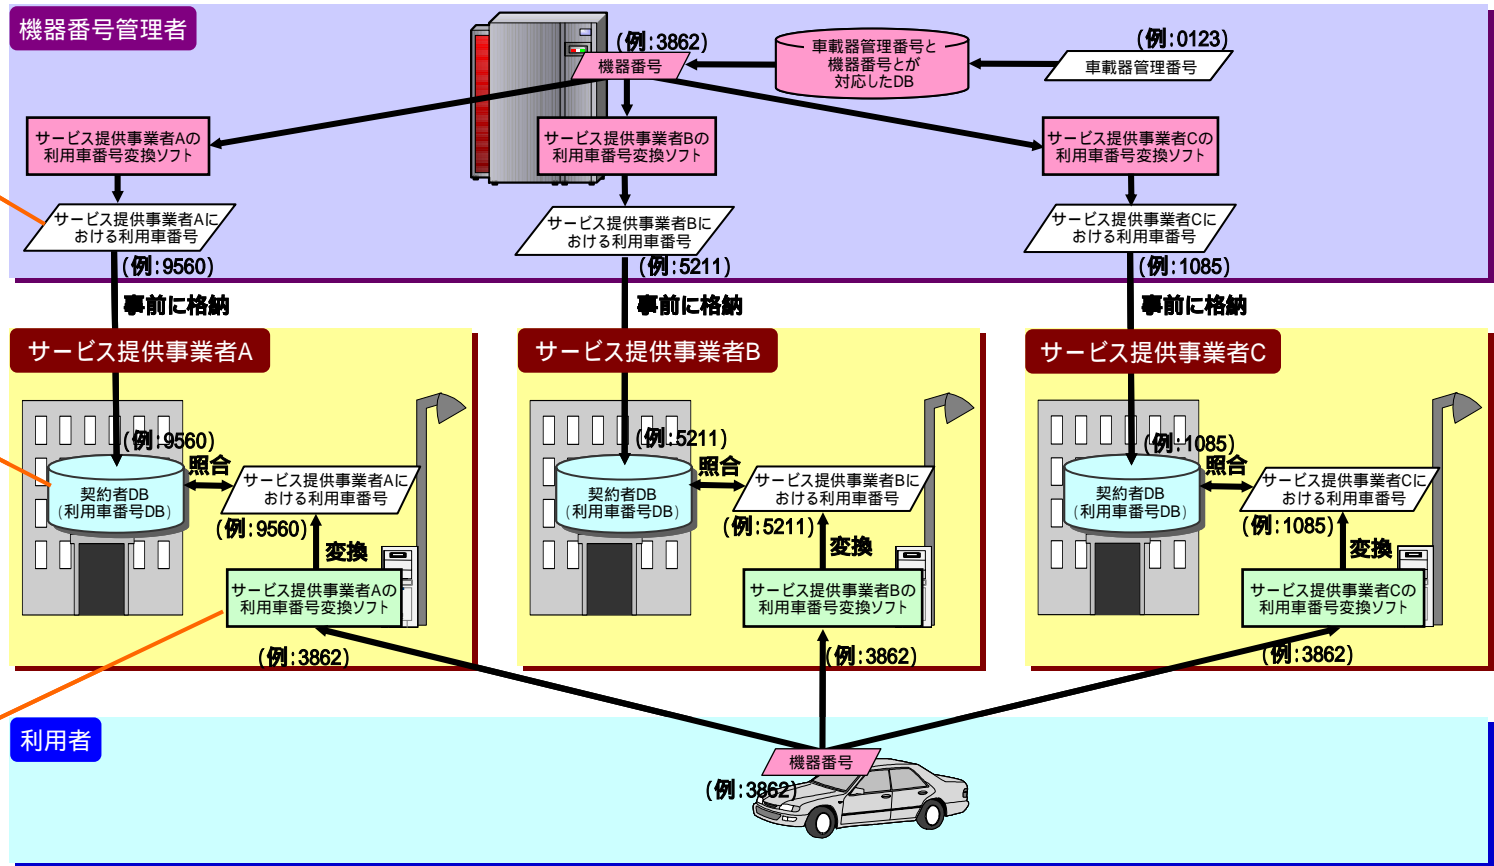 機器番号管理者
(例:3862)
機器番号
車載器管理番号と
機器番号とが
対応したDB
(例:0123)
車載器管理番号
サービス提供事業者Aの
利用車番号変換ソフト
サービス提供事業者Bの
利用車番号変換ソフト
サービス提供事業者Cの
利用車番号変換ソフト
サービス提供事業者Aに
おける利用車番号
(例:9560)
サービス提供事業者Bに
おける利用車番号
(例:5211)
サービス提供事業者Cに
おける利用車番号
(例:1085)
事前に格納
事前に格納
事前に格納
サービス提供事業者A
(例:9560)
照合
契約者DB
(利用車番号DB)
サービス提供事業者Aに
おける利用車番号
(例:9560)
変換
サービス提供事業者Aの
利用車番号変換ソフト
(例:3862)
サービス提供事業者B
(例:5211)
照合
契約者DB
(利用車番号DB)
サービス提供事業者Bに
おける利用車番号
(例:5211)
変換
サービス提供事業者Bの
利用車番号変換ソフト
(例:3862)
サービス提供事業者C
(例:1085)
照合
契約者DB
(利用車番号DB)
サービス提供事業者Cに
おける利用車番号
(例:1085)
変換
サービス提供事業者Cの
利用車番号変換ソフト
(例:3862)
利用者
機器番号
(例:3862)